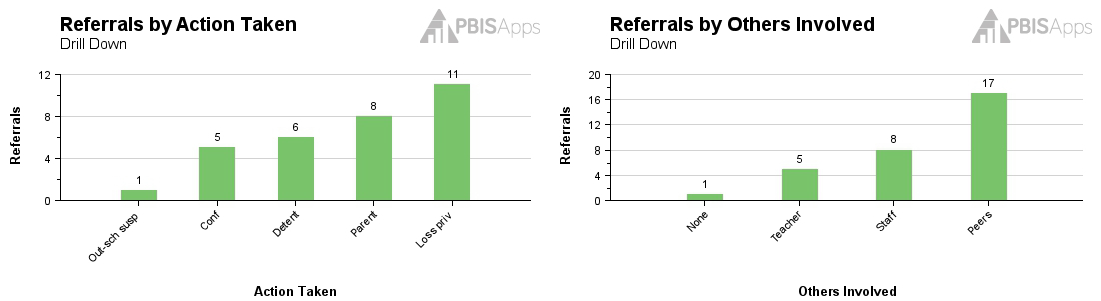 Referrals by Action Taken
Drill Down
PBISApps
Referrals
12
8
4
0
1
5
6
8
11
Out-sch susp
Conf
Detent
Parent
Loss priv
Action Taken
Referrals by Others Involved
Drill Down
PBISApps
Referrals
20
16
12
8
4
0
1
5
8
17
None
Teacher
Staff
Peers
Others Involved